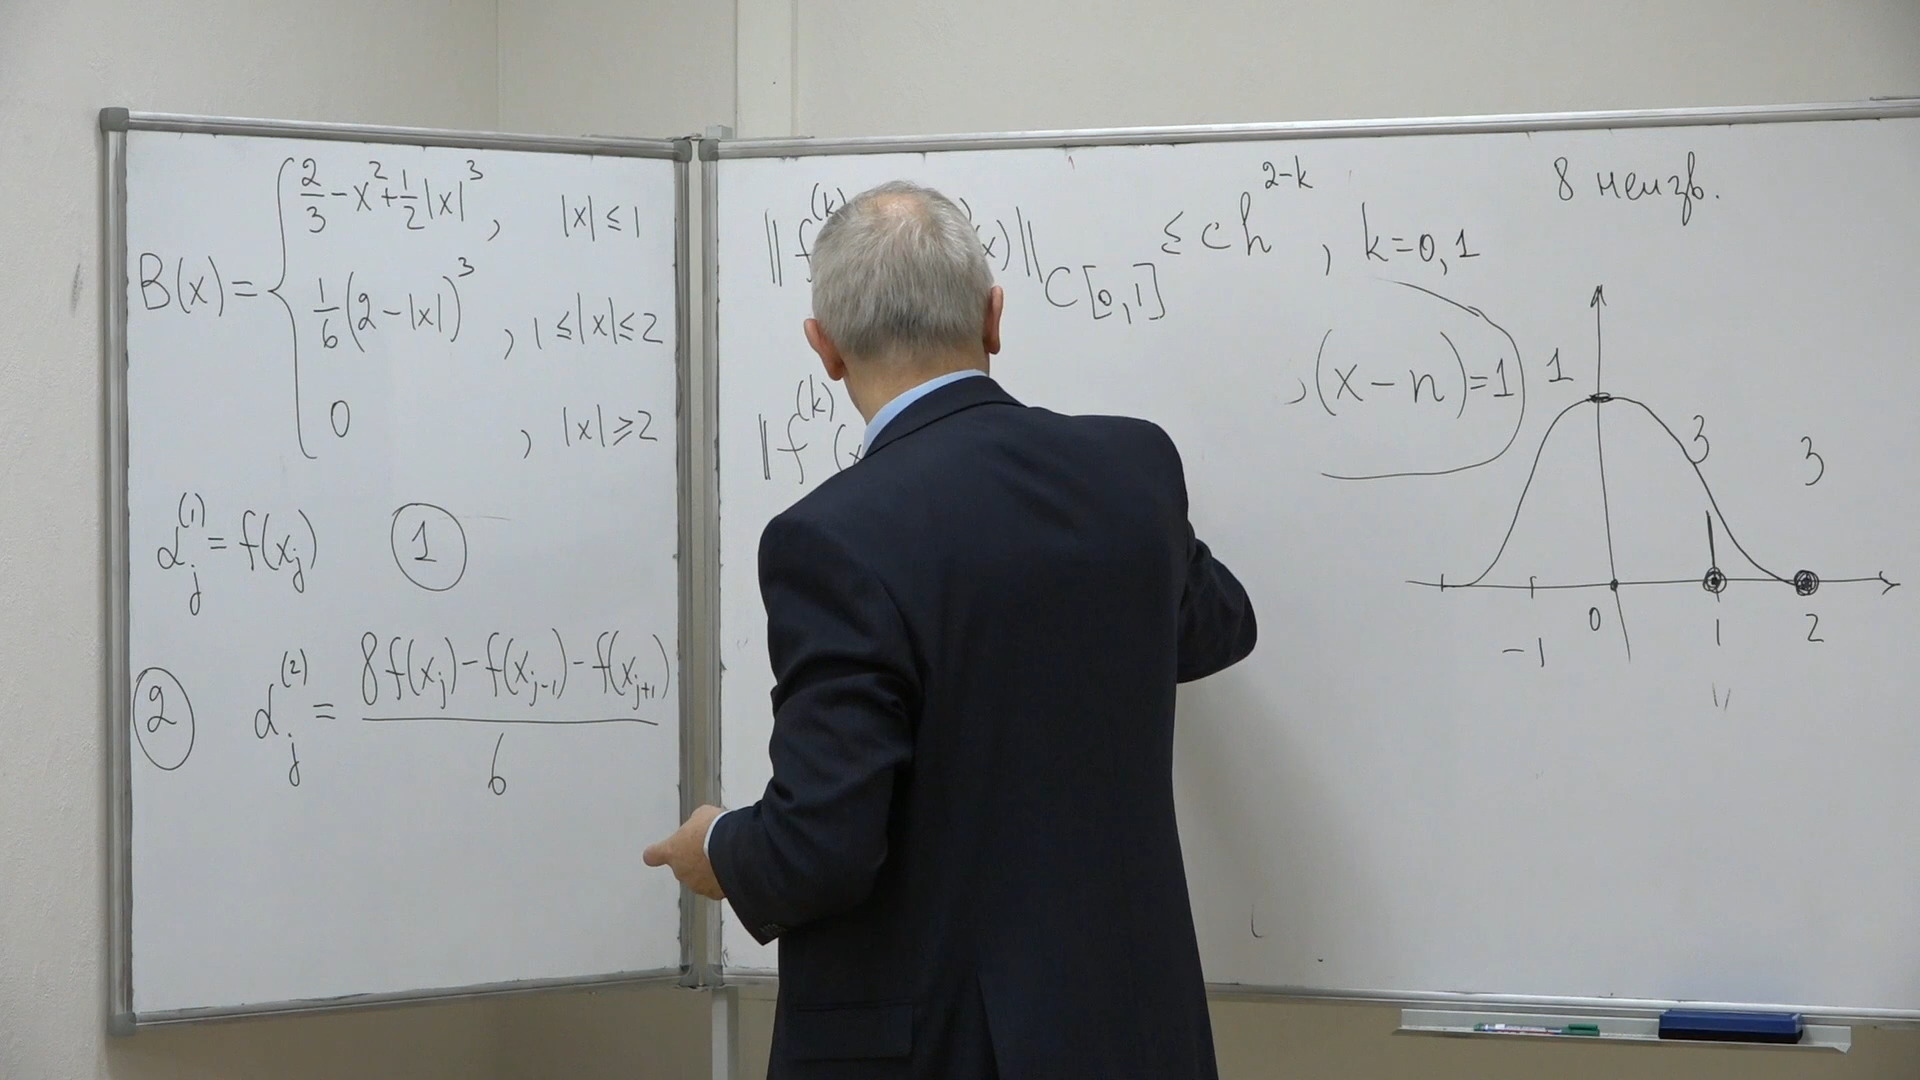 B(x) = { 2/3 - x² + 1/2 |x|³ , |x| ≤ 1
1/6 (2 - |x|)³ , 1 ≤ |x| ≤ 2
0 , |x| ≥ 2
α_j^(1) = f(x_j) ①
② α_j^(2) = (8f(x_j) - f(x_{j-1}) - f(x_{j+1})) / 6
‖ f^(k) x) ‖_{C[0,1]} ≤ c h^{2-k} , k=0,1
‖ f^(k) (x
(x-n) = 1
8 неизв.
1
3 3
-1 0 1 2